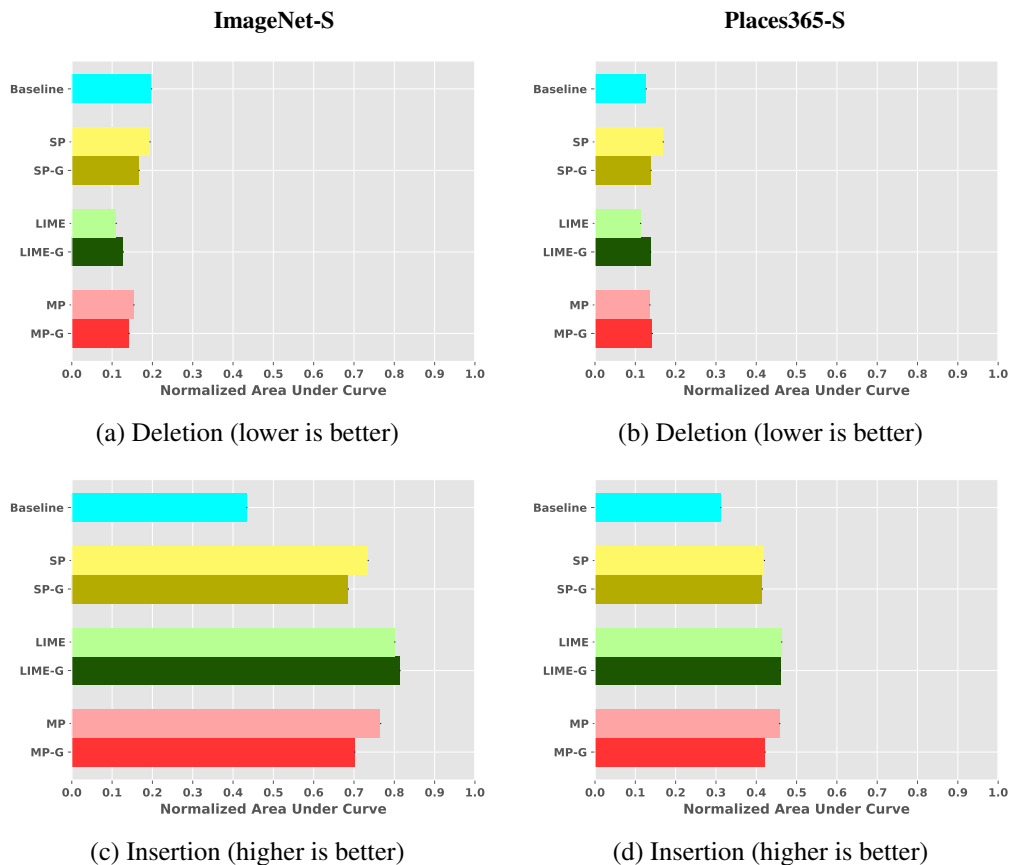 ImageNet-S
Places365-S
Baseline
SP
SP-G
LIME
LIME-G
MP
MP-G
0.0 0.1 0.2 0.3 0.4 0.5 0.6 0.7 0.8 0.9 1.0
Normalized Area Under Curve
(a) Deletion (lower is better)
Baseline
SP
SP-G
LIME
LIME-G
MP
MP-G
0.0 0.1 0.2 0.3 0.4 0.5 0.6 0.7 0.8 0.9 1.0
Normalized Area Under Curve
(b) Deletion (lower is better)
Baseline
SP
SP-G
LIME
LIME-G
MP
MP-G
0.0 0.1 0.2 0.3 0.4 0.5 0.6 0.7 0.8 0.9 1.0
Normalized Area Under Curve
(c) Insertion (higher is better)
Baseline
SP
SP-G
LIME
LIME-G
MP
MP-G
0.0 0.1 0.2 0.3 0.4 0.5 0.6 0.7 0.8 0.9 1.0
Normalized Area Under Curve
(d) Insertion (higher is better)